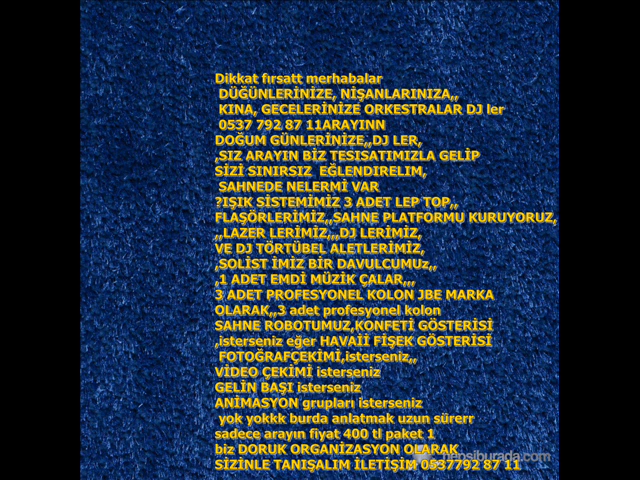 Dikkat fırsatt merhabalar
DÜĞÜNLERİNİZE, NİŞANLARINIZA,,
KINA, GECELERİNİZE ORKESTRALAR DJ ler
0537 792 87 11ARAYINN
DOĞUM GÜNLERİNİZE,,DJ LER,
,SIZ ARAYIN BİZ TESISATIMIZLA GELİP
SİZİ SINIRSIZ EĞLENDIRELIM,
SAHNEDE NELERMİ VAR
?IŞIK SİSTEMİMİZ 3 ADET LEP TOP,,
FLAŞÖRLERİMİZ,,SAHNE PLATFORMU KURUYORUZ,
,,LAZER LERİMİZ,,,DJ LERİMİZ,
VE DJ TÖRTÜBEL ALETLERİMİZ,
,SOLİST İMİZ BİR DAVULCUMUz,,
,1 ADET EMDİ MÜZİK ÇALAR,,,
3 ADET PROFESYONEL KOLON JBE MARKA
OLARAK,,3 adet profesyonel kolon
SAHNE ROBOTUMUZ,KONFETİ GÖSTERİSİ
,isterseniz eğer HAVAİİ FİŞEK GÖSTERİSİ
FOTOĞRAFÇEKİMİ,isterseniz,,
VİDEO ÇEKİMİ isterseniz
GELİN BAŞI isterseniz
ANİMASYON grupları isterseniz
yok yokkk burda anlatmak uzun sürerr
sadece arayın fiyat 400 tl paket 1
biz DORUK ORGANİZASYON OLARAK
hepsiburada.com
SİZİNLE TANIŞALIM İLETİŞİM 0537792 87 11